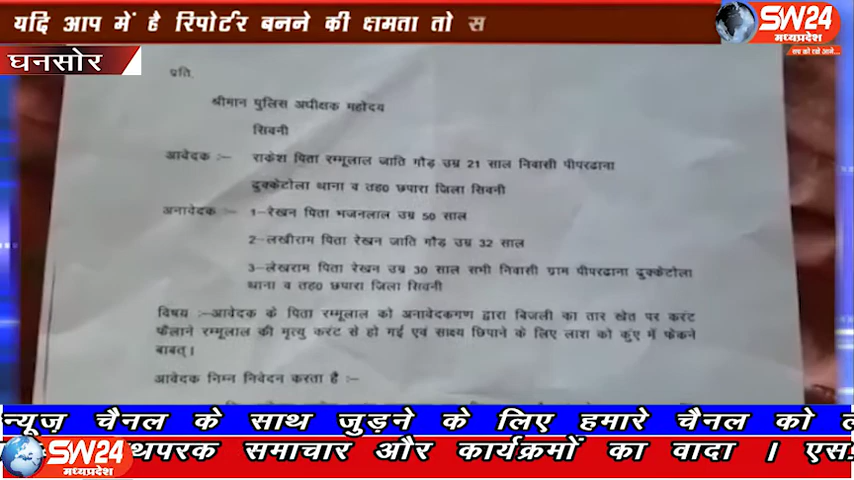 यदि आप में है रिपोर्टर बनने की क्षमता तो स
SW24
मध्यप्रदेश
सच को रखे आगे...
घनसोर
प्रति,
श्रीमान पुलिस अधीक्षक महोदय
सिवनी
आवेदक :— राकेश पिता रम्मूलाल जाति गौड़ उम्र 21 साल निवासी पीपरढाना
ढुक्केटोला थाना व तह0 छपारा जिला सिवनी
अनावेदक :— 1–रेखन पिता भजनलाल उम्र 50 साल
2–लखीराम पिता रेखन जाति गौड़ उम्र 32 साल
3–लेखराम पिता रेखन उम्र 30 साल सभी निवासी ग्राम पीपरढाना ढुक्केटोला
थाना व तह0 छपारा जिला सिवनी
विषय :—आवेदक के पिता रम्मूलाल को अनावेदकगण द्वारा बिजली का तार खेत पर करंट
फैलाने रम्मूलाल की मृत्यु करंट से हो गई एवं साक्ष्य छिपाने के लिए लाश को कुंए में फेकने
बाबत्।
आवेदक निम्न निवेदन करता है :—
न्यूज़ चैनल के साथ जुड़ने के लिए हमारे चैनल को
SW24
मध्यप्रदेश
थपरक समाचार और कार्यक्रमों का वादा । एस